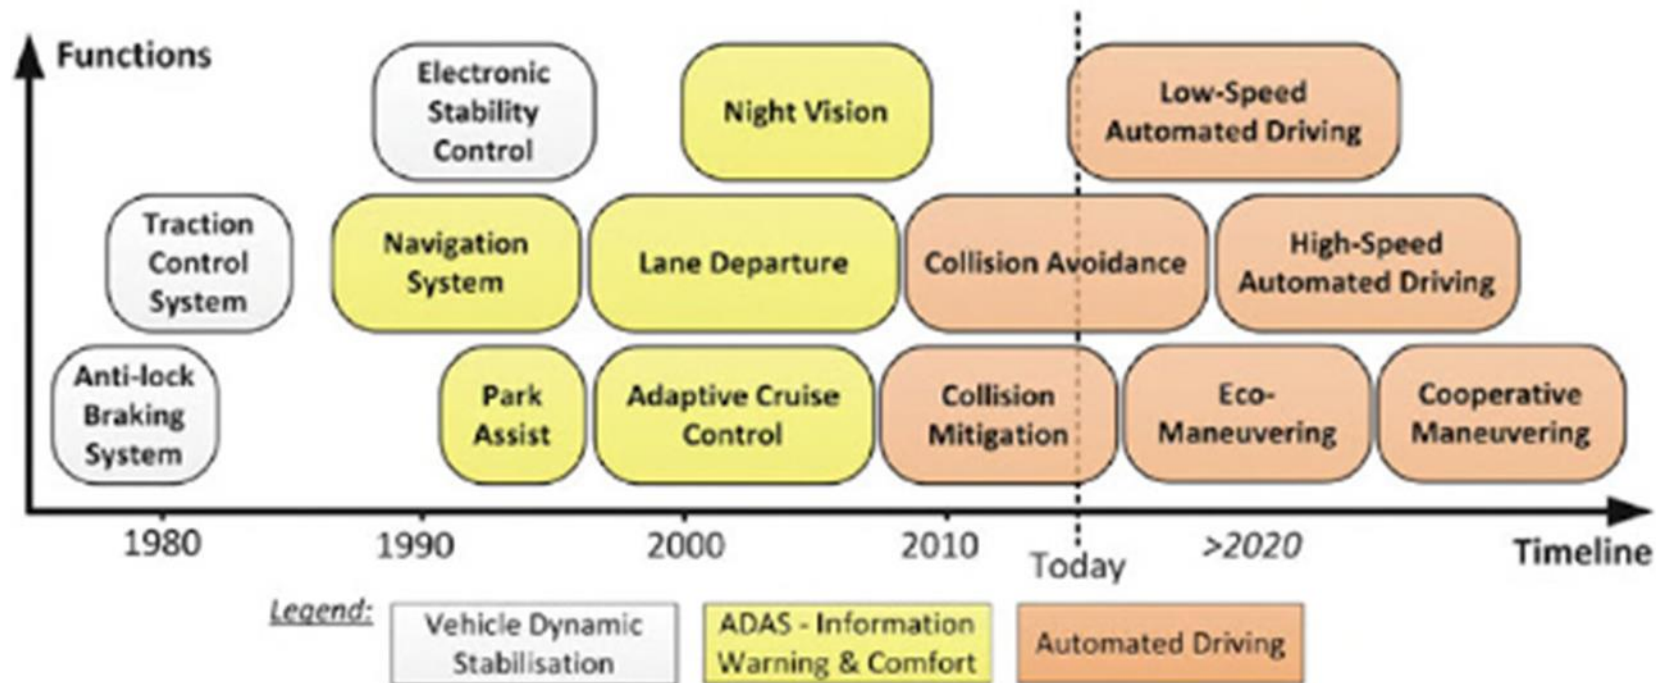 Functions
Electronic
Stability
Control
Night Vision
Low-Speed
Automated Driving
Traction
Control
System
Navigation
System
Lane Departure
Collision Avoidance
High-Speed
Automated Driving
Anti-lock
Braking
System
Park
Assist
Adaptive Cruise
Control
Collision
Mitigation
Eco-
Maneuvering
Cooperative
Maneuvering
1980
1990
2000
2010
Today
>2020
Timeline
Legend:
Vehicle Dynamic
Stabilisation
ADAS - Information
Warning & Comfort
Automated Driving